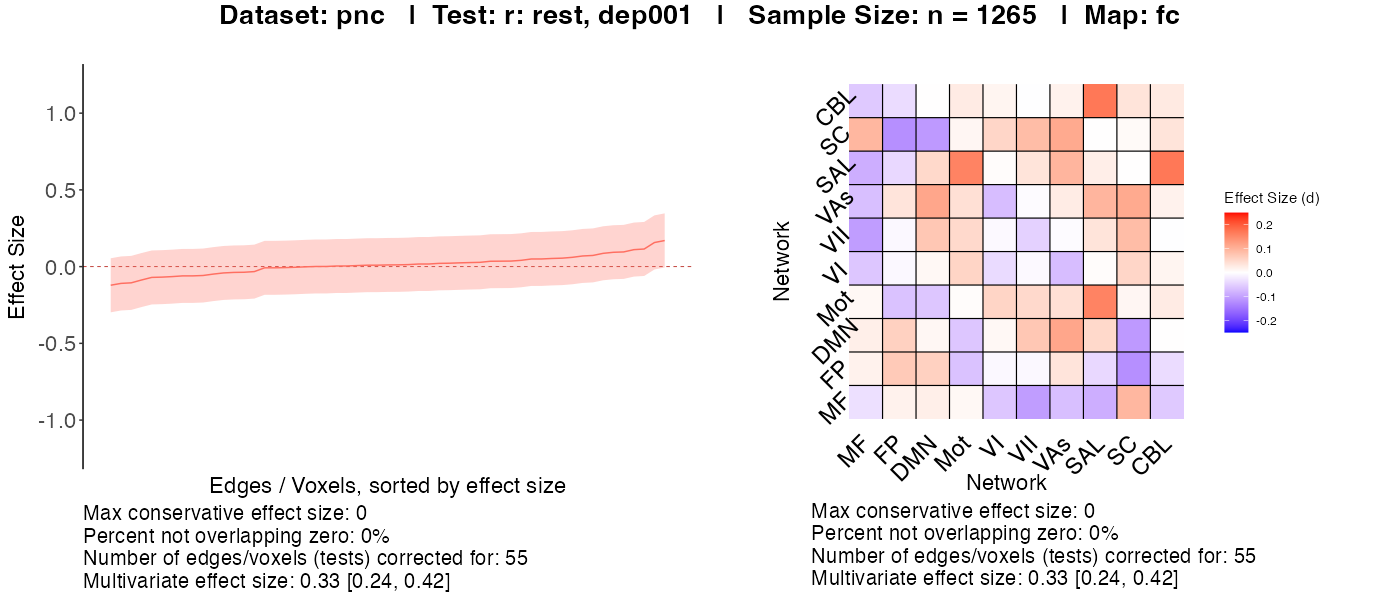 Dataset: pnc | Test: r: rest, dep001 | Sample Size: n = 1265 | Map: fc
Effect Size
1.0
0.5
0.0
-0.5
-1.0
Edges / Voxels, sorted by effect size
Max conservative effect size: 0
Percent not overlapping zero: 0%
Number of edges/voxels (tests) corrected for: 55
Multivariate effect size: 0.33 [0.24, 0.42]
Network
CBL
SC
SAL
VAs
VII
VI
Mot
DMN
FP
MF
MF
FP
DMN
Mot
VI
VII
VAs
SAL
SC
CBL
Network
Effect Size (d)
0.2
0.1
0.0
-0.1
-0.2
Max conservative effect size: 0
Percent not overlapping zero: 0%
Number of edges/voxels (tests) corrected for: 55
Multivariate effect size: 0.33 [0.24, 0.42]